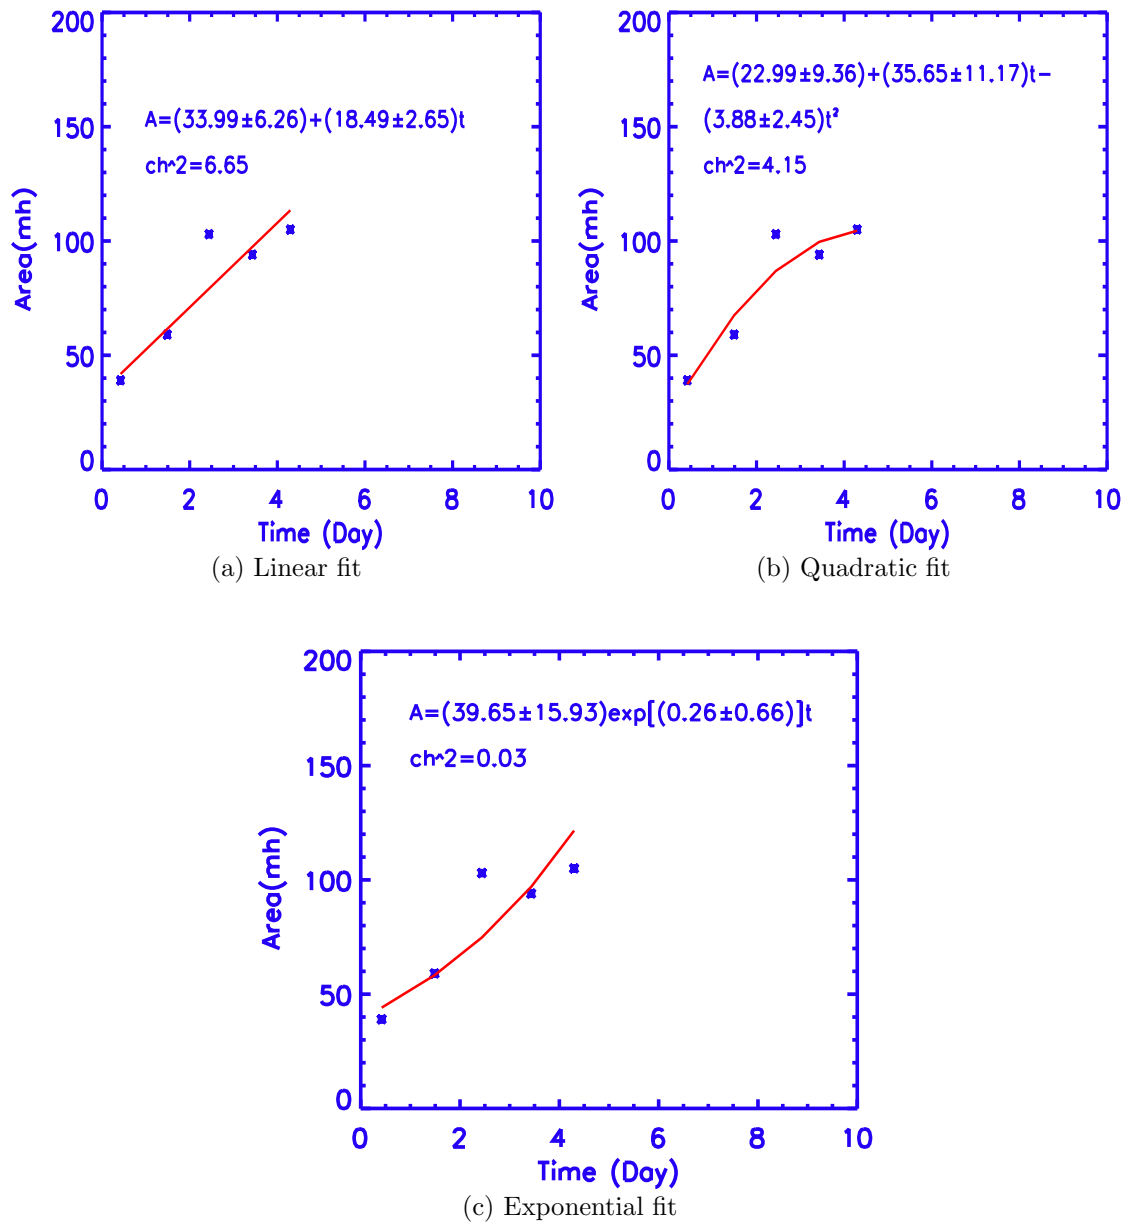 200
150
100
50
0
A=(33.99±6.26)+(18.49±2.65)t
ch^2=6.65
Area(mh)
0 2 4 6 8 10
Time (Day)
(a) Linear fit
200
150
100
50
0
A=(22.99±9.36)+(35.65±11.17)t−
(3.88±2.45)t²
ch^2=4.15
Area(mh)
0 2 4 6 8 10
Time (Day)
(b) Quadratic fit
200
150
100
50
0
A=(39.65±15.93)exp[(0.26±0.66)]t
ch^2=0.03
Area(mh)
0 2 4 6 8 10
Time (Day)
(c) Exponential fit